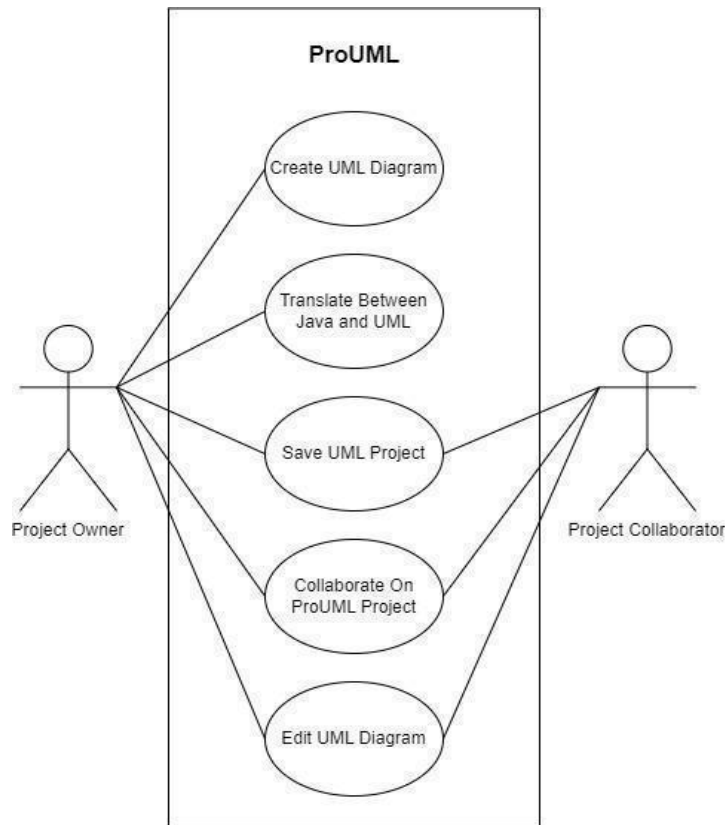 ProUML
Create UML Diagram
Translate Between
Java and UML
Save UML Project
Project Owner
Project Collaborator
Collaborate On
ProUML Project
Edit UML Diagram